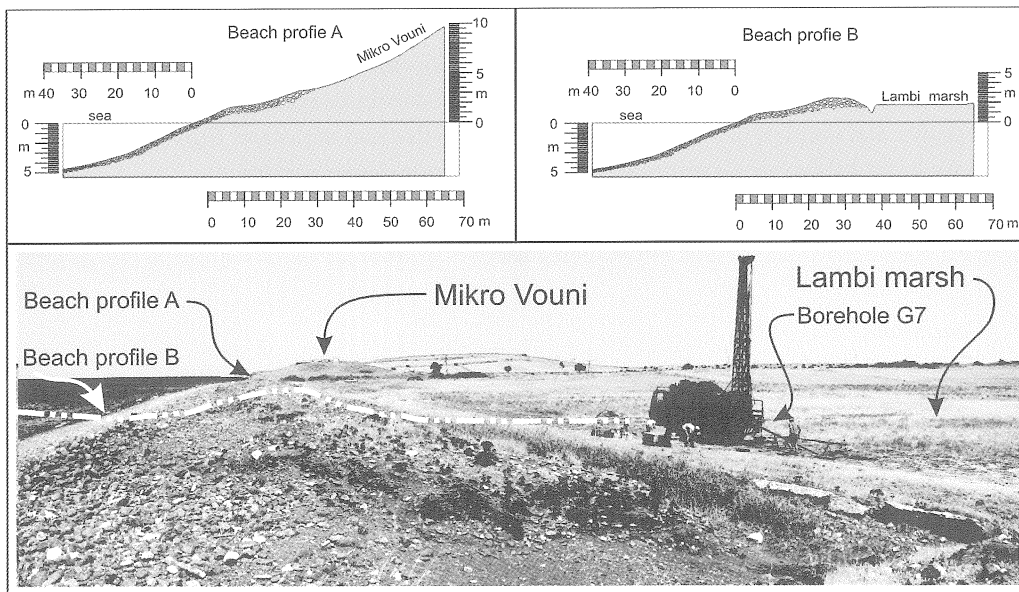 Beach profie A
Mikro Vouni
10
5
m
0
m 40 30 20 10 0
sea
0
m
5
0 10 20 30 40 50 60 70 m
Beach profie B
5
m
0
m 40 30 20 10 0
sea
Lambi marsh
0
m
5
0 10 20 30 40 50 60 70 m
Beach profile A
Mikro Vouni
Lambi marsh
Borehole G7
Beach profile B